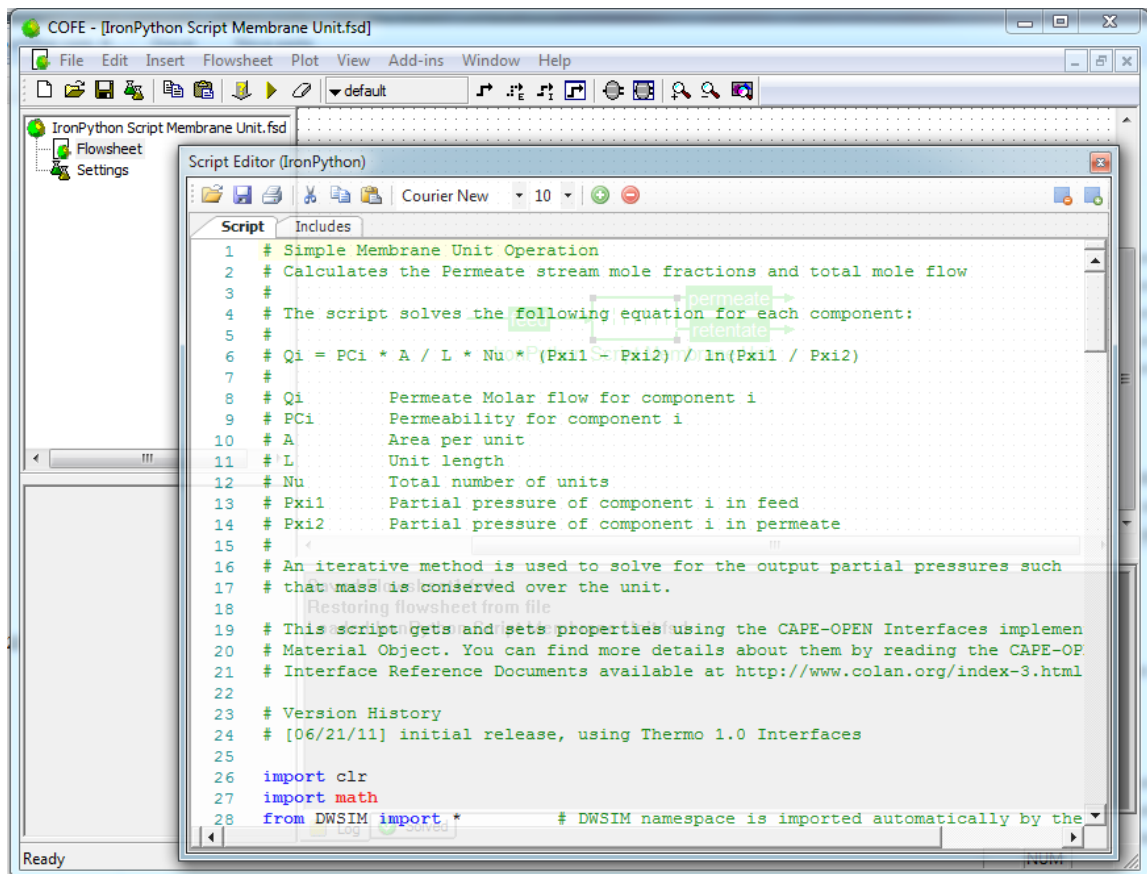 COFE - [IronPython Script Membrane Unit.fsd]
File Edit Insert Flowsheet Plot View Add-ins Window Help
default
IronPython Script Membrane Unit.fsd
Flowsheet
Settings
Script Editor (IronPython)
Courier New 10
Script Includes
1 # Simple Membrane Unit Operation
2 # Calculates the Permeate stream mole fractions and total mole flow
3 #
permeate
4 # The script solves the following equation for each component:
feed
retentate
5 #
6 # Qi = PCi * A / L * Nu * (Pxi1 - Pxi2) / ln(Pxi1 / Pxi2)
7 #
8 # Qi Permeate Molar flow for component i
9 # PCi Permeability for component i
10 # A Area per unit
11 # L Unit length
12 # Nu Total number of units
13 # Pxi1 Partial pressure of component i in feed
14 # Pxi2 Partial pressure of component i in permeate
15 #
16 # An iterative method is used to solve for the output partial pressures such
17 # that mass is conserved over the unit.
18
Restoring flowsheet from file
19 # This script gets and sets properties using the CAPE-OPEN Interfaces implemen
20 # Material Object. You can find more details about them by reading the CAPE-OP
21 # Interface Reference Documents available at http://www.colan.org/index-3.html
22
23 # Version History
24 # [06/21/11] initial release, using Thermo 1.0 Interfaces
25
26 import clr
27 import math
28 from DWSIM import * # DWSIM namespace is imported automatically by the
Log Solved
Ready
NUM